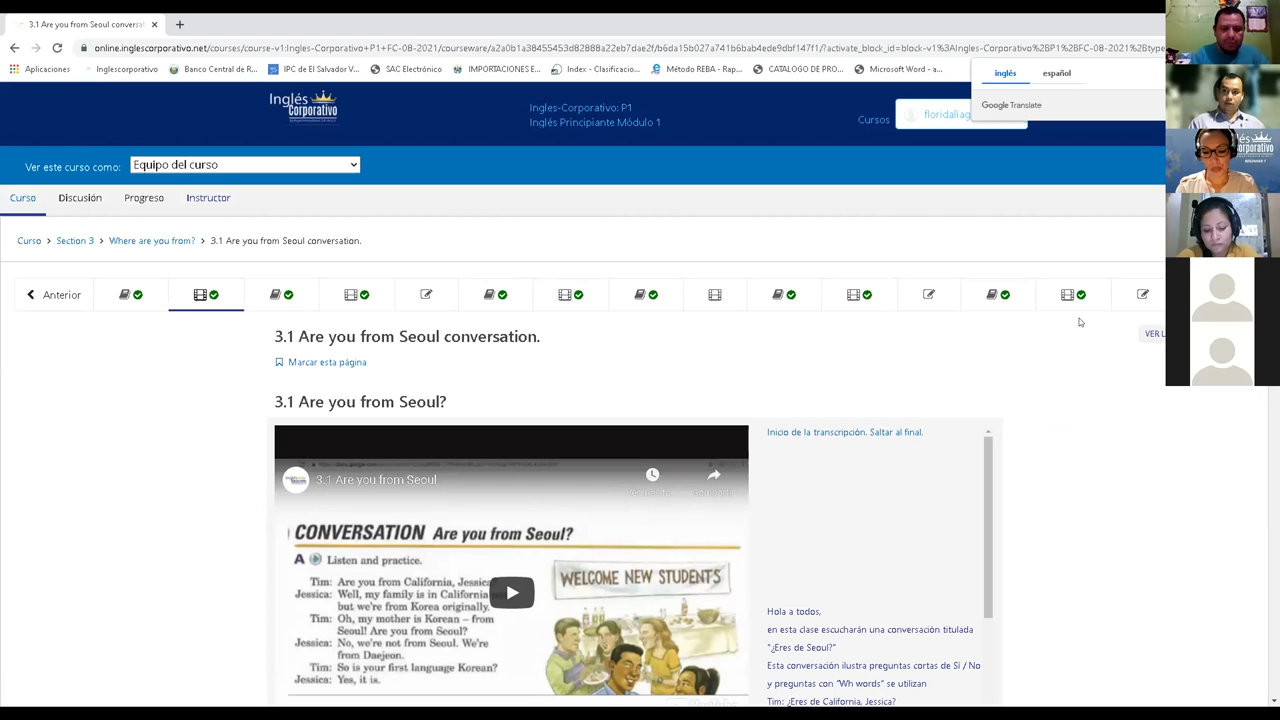 3.1 Are you from Seoul conversat
online.inglescorporativo.net/courses/course-v1:Ingles-Corporativo+P1+FC-08-2021/courseware/a2a0b1a38455453d82888a22eb7dae2f/b6da15b027a741b6bab4ede9dbf147f1/?activate_block_id=block-v1%3AIngles-Corporativo%2BP1%2BFC-08-2021%2Btype
Aplicaciones Inglescorporativo Banco Central de R... IPC de El Salvador V... SAC Electrónico IMPORTACIONES E... Index - Clasificacio... Método REBA - Rap... CATALOGO DE PRO... Microsoft Word - a...
inglés español
Google Translate
Inglés
Corporativo
Ingles-Corporativo: P1
Inglés Principiante Módulo 1
Cursos
floridaliag
Ver este curso como: Equipo del curso
Curso Discusión Progreso Instructor
Curso > Section 3 > Where are you from? > 3.1 Are you from Seoul conversation.
Anterior
3.1 Are you from Seoul conversation.
VER L
Marcar esta página
3.1 Are you from Seoul?
3.1 Are you from Seoul
CONVERSATION Are you from Seoul?
A Listen and practice.
WELCOME NEW STUDENTS
Tim: Are you from California, Jessica?
Jessica: Well, my family is in California
but we're from Korea originally.
Tim: Oh, my mother is Korean – from
Seoul! Are you from Seoul?
Jessica: No, we're not from Seoul. We're
from Daejeon.
Tim: So is your first language Korean?
Jessica: Yes, it is.
Inicio de la transcripción. Saltar al final.
Hola a todos,
en esta clase escucharán una conversación titulada
"¿Eres de Seoul?"
Esta conversación ilustra preguntas cortas de Sí / No
y preguntas con "Wh words" se utilizan
Tim: ¿Eres de California, Jessica?